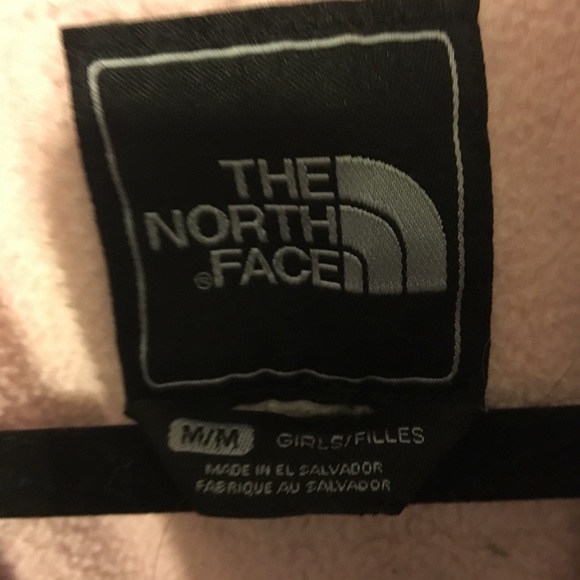 THE
NORTH
®FACE
M/M GIRLS/FILLES
MADE IN EL SALVADOR
FABRIQUE AU SALVADOR